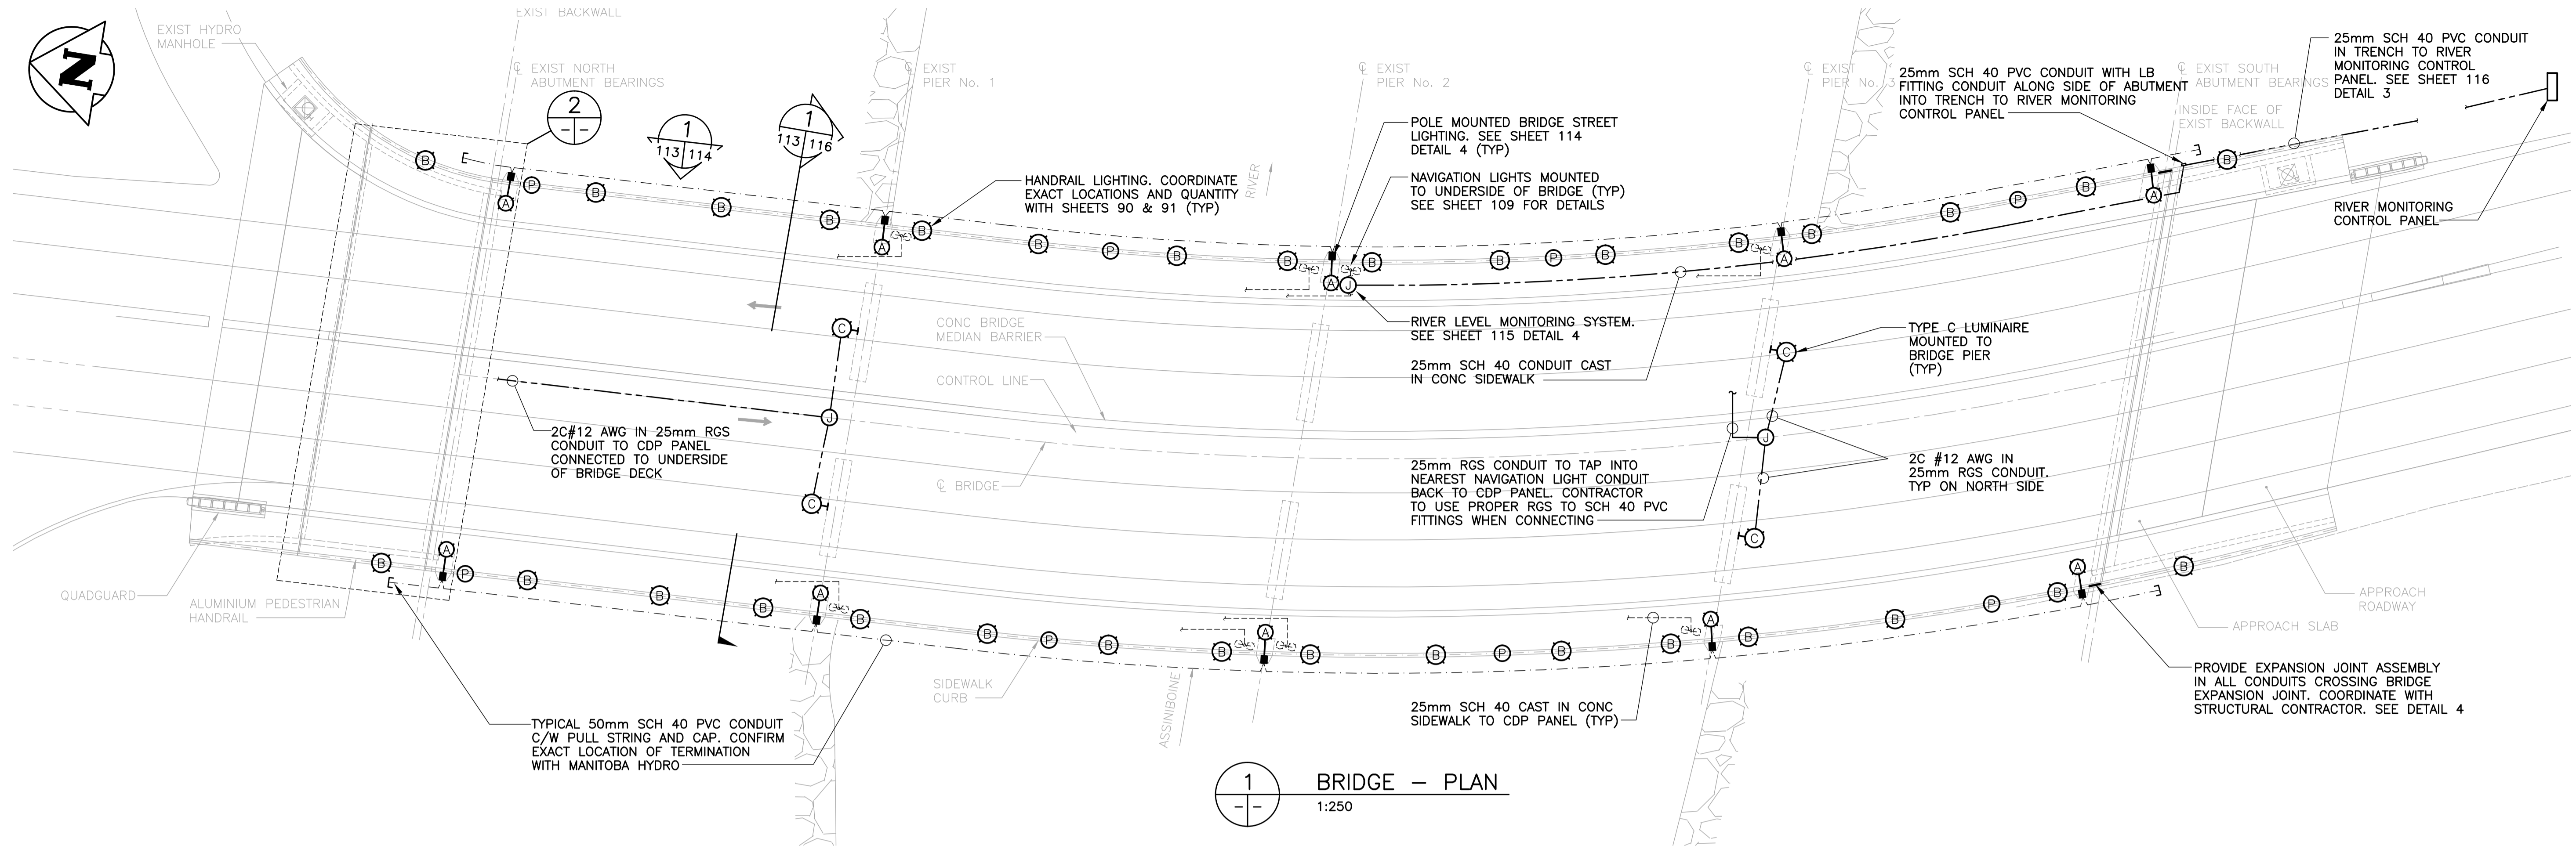 N
EXIST HYDRO
MANHOLE
EXIST BACKWALL
℄ EXIST NORTH
ABUTMENT BEARINGS
2
- -
1
113 114
1
113 116
℄ EXIST
PIER No. 1
HANDRAIL LIGHTING. COORDINATE
EXACT LOCATIONS AND QUANTITY
WITH SHEETS 90 & 91 (TYP)
RIVER
℄ EXIST
PIER No. 2
POLE MOUNTED BRIDGE STREET
LIGHTING. SEE SHEET 114
DETAIL 4 (TYP)
NAVIGATION LIGHTS MOUNTED
TO UNDERSIDE OF BRIDGE (TYP)
SEE SHEET 109 FOR DETAILS
℄ EXIST
PIER No. 3
25mm SCH 40 PVC CONDUIT WITH LB
FITTING CONDUIT ALONG SIDE OF ABUTMENT
INTO TRENCH TO RIVER MONITORING
CONTROL PANEL
℄ EXIST SOUTH
ABUTMENT BEARINGS
INSIDE FACE OF
EXIST BACKWALL
25mm SCH 40 PVC CONDUIT
IN TRENCH TO RIVER
MONITORING CONTROL
PANEL. SEE SHEET 116
DETAIL 3
RIVER MONITORING
CONTROL PANEL
B A P B B B A B B P B B A J B B P B B A B B P B A B
RIVER LEVEL MONITORING SYSTEM.
SEE SHEET 115 DETAIL 4
25mm SCH 40 CONDUIT CAST
IN CONC SIDEWALK
CONC BRIDGE
MEDIAN BARRIER
CONTROL LINE
℄ BRIDGE
C
J
C
C
J
C
TYPE C LUMINAIRE
MOUNTED TO
BRIDGE PIER
(TYP)
2C#12 AWG IN 25mm RGS
CONDUIT TO CDP PANEL
CONNECTED TO UNDERSIDE
OF BRIDGE DECK
25mm RGS CONDUIT TO TAP INTO
NEAREST NAVIGATION LIGHT CONDUIT
BACK TO CDP PANEL. CONTRACTOR
TO USE PROPER RGS TO SCH 40 PVC
FITTINGS WHEN CONNECTING
2C #12 AWG IN
25mm RGS CONDUIT.
TYP ON NORTH SIDE
B A P B B B A B B P B B A B B P B B A B B P B A B
QUADGUARD
ALUMINIUM PEDESTRIAN
HANDRAIL
APPROACH
ROADWAY
APPROACH SLAB
SIDEWALK
CURB
ASSINIBOINE
25mm SCH 40 CAST IN CONC
SIDEWALK TO CDP PANEL (TYP)
PROVIDE EXPANSION JOINT ASSEMBLY
IN ALL CONDUITS CROSSING BRIDGE
EXPANSION JOINT. COORDINATE WITH
STRUCTURAL CONTRACTOR. SEE DETAIL 4
TYPICAL 50mm SCH 40 PVC CONDUIT
C/W PULL STRING AND CAP. CONFIRM
EXACT LOCATION OF TERMINATION
WITH MANITOBA HYDRO
1
- -
BRIDGE – PLAN
1:250